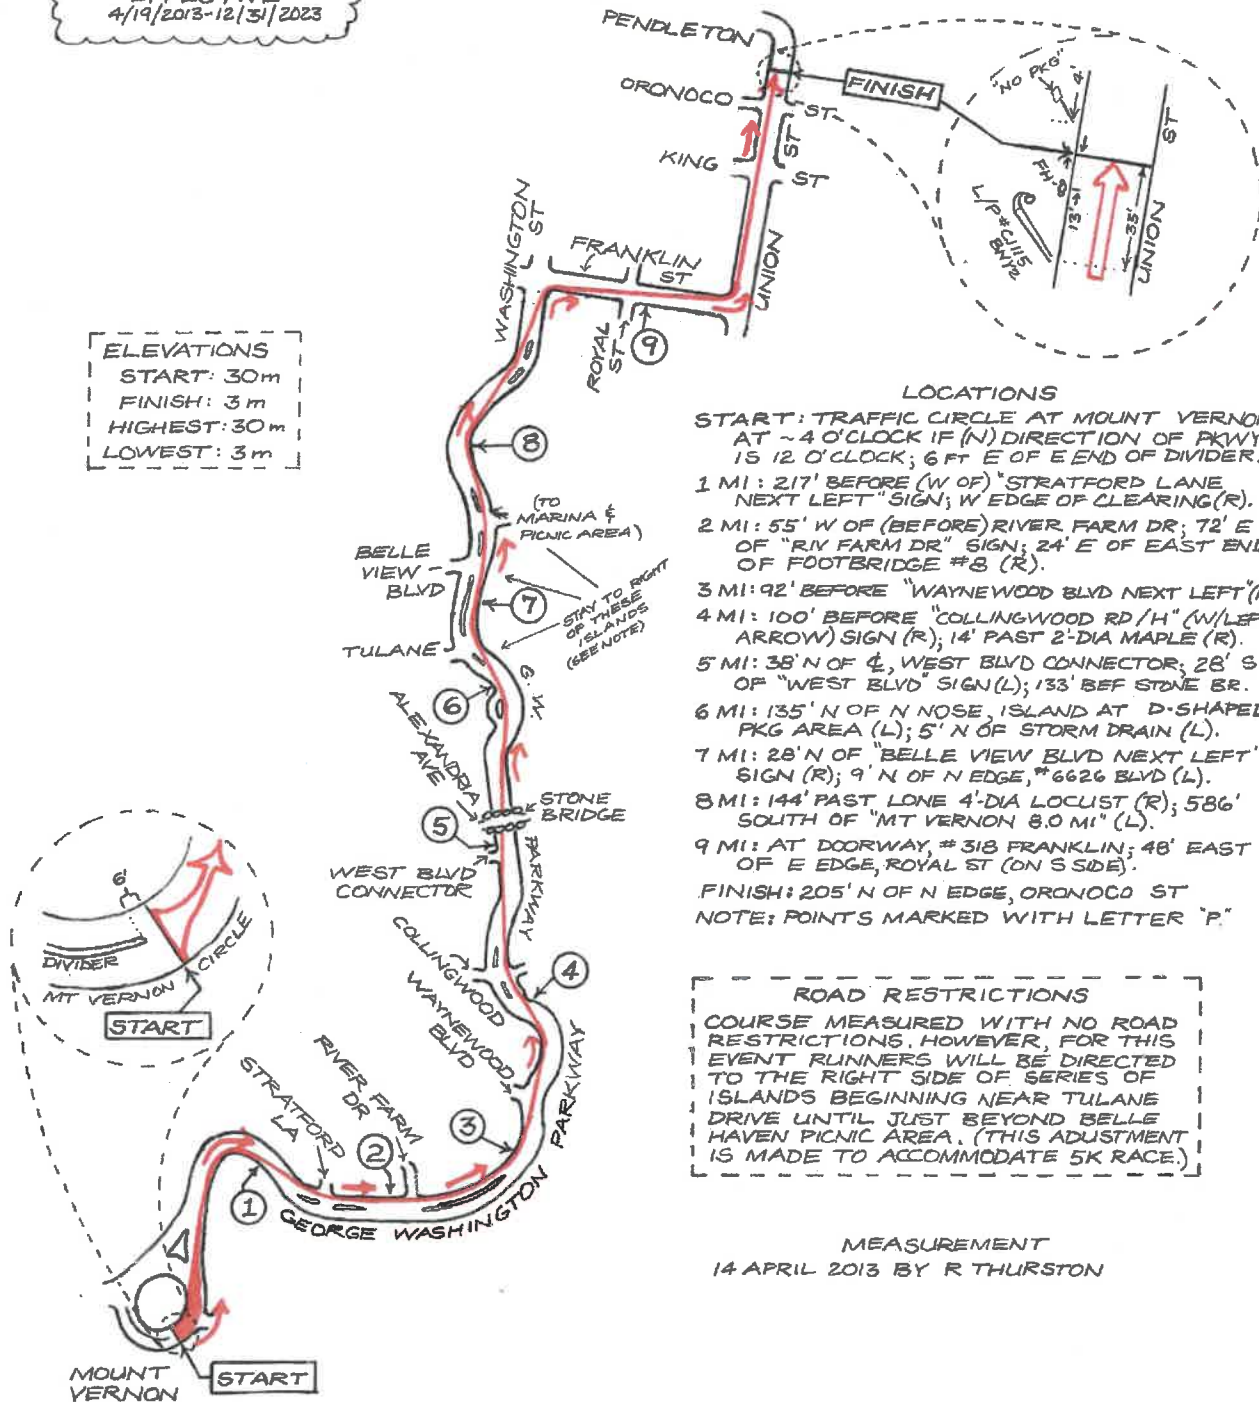 4/19/2013-12/31/2023
PENDLETON
ORONOCO
ST
FINISH
KING
ST
ST
UNION
WASHINGTON
ST
FRANKLIN
ST
ROYAL
ST
9
"NO PKG"
4'
FH-8
13'-1
33'
L/P #C1115
BNY2
UNION
ST
ELEVATIONS
START: 30m
FINISH: 3m
HIGHEST: 30m
LOWEST: 3m
8
(TO
MARINA &
PICNIC AREA)
BELLE
VIEW
BLVD
7
STAY TO RIGHT
OF THESE
ISLANDS
(SEE NOTE)
TULANE
6
G. W.
ALEXANDRIA
AVE
STONE
BRIDGE
5
PARKWAY
WEST BLVD
CONNECTOR
COLLINGWOOD
4
WAYNEWOOD
BLVD
RIVER FARM
DR
STRATFORD
LA
3
2
1
GEORGE WASHINGTON PARKWAY
6'
DIVIDER
MT VERNON CIRCLE
START
MOUNT
VERNON
START
LOCATIONS
START: TRAFFIC CIRCLE AT MOUNT VERNON
AT ~4 O'CLOCK IF (N) DIRECTION OF PKWY
IS 12 O'CLOCK; 6 FT E OF E END OF DIVIDER.
1 MI: 217' BEFORE (W OF) "STRATFORD LANE
NEXT LEFT" SIGN; W EDGE OF CLEARING (R).
2 MI: 55' W OF (BEFORE) RIVER FARM DR; 72' E
OF "RIV FARM DR" SIGN; 24' E OF EAST END
OF FOOTBRIDGE #8 (R).
3 MI: 92' BEFORE "WAYNEWOOD BLVD NEXT LEFT"
4 MI: 100' BEFORE "COLLINGWOOD RD/H" (W/LEF
ARROW) SIGN (R); 14' PAST 2'-DIA MAPLE (R).
5 MI: 38' N OF ℄, WEST BLVD CONNECTOR; 28' S
OF "WEST BLVD" SIGN (L); 133' BEF STONE BR.
6 MI: 135' N OF N NOSE, ISLAND AT D-SHAPED
PKG AREA (L); 5' N OF STORM DRAIN (L).
7 MI: 28' N OF "BELLE VIEW BLVD NEXT LEFT"
SIGN (R); 9' N OF N EDGE, #6626 BLVD (L).
8 MI: 144' PAST LONE 4'-DIA LOCUST (R); 586'
SOUTH OF "MT VERNON 8.0 MI" (L).
9 MI: AT DOORWAY, #318 FRANKLIN; 48' EAST
OF E EDGE, ROYAL ST (ON S SIDE).
FINISH: 205' N OF N EDGE, ORONOCO ST
NOTE: POINTS MARKED WITH LETTER "P."
ROAD RESTRICTIONS
COURSE MEASURED WITH NO ROAD
RESTRICTIONS. HOWEVER, FOR THIS
EVENT RUNNERS WILL BE DIRECTED
TO THE RIGHT SIDE OF SERIES OF
ISLANDS BEGINNING NEAR TULANE
DRIVE UNTIL JUST BEYOND BELLE
HAVEN PICNIC AREA. (THIS ADUSTMENT
IS MADE TO ACCOMMODATE 5K RACE.)
MEASUREMENT
14 APRIL 2013 BY R THURSTON